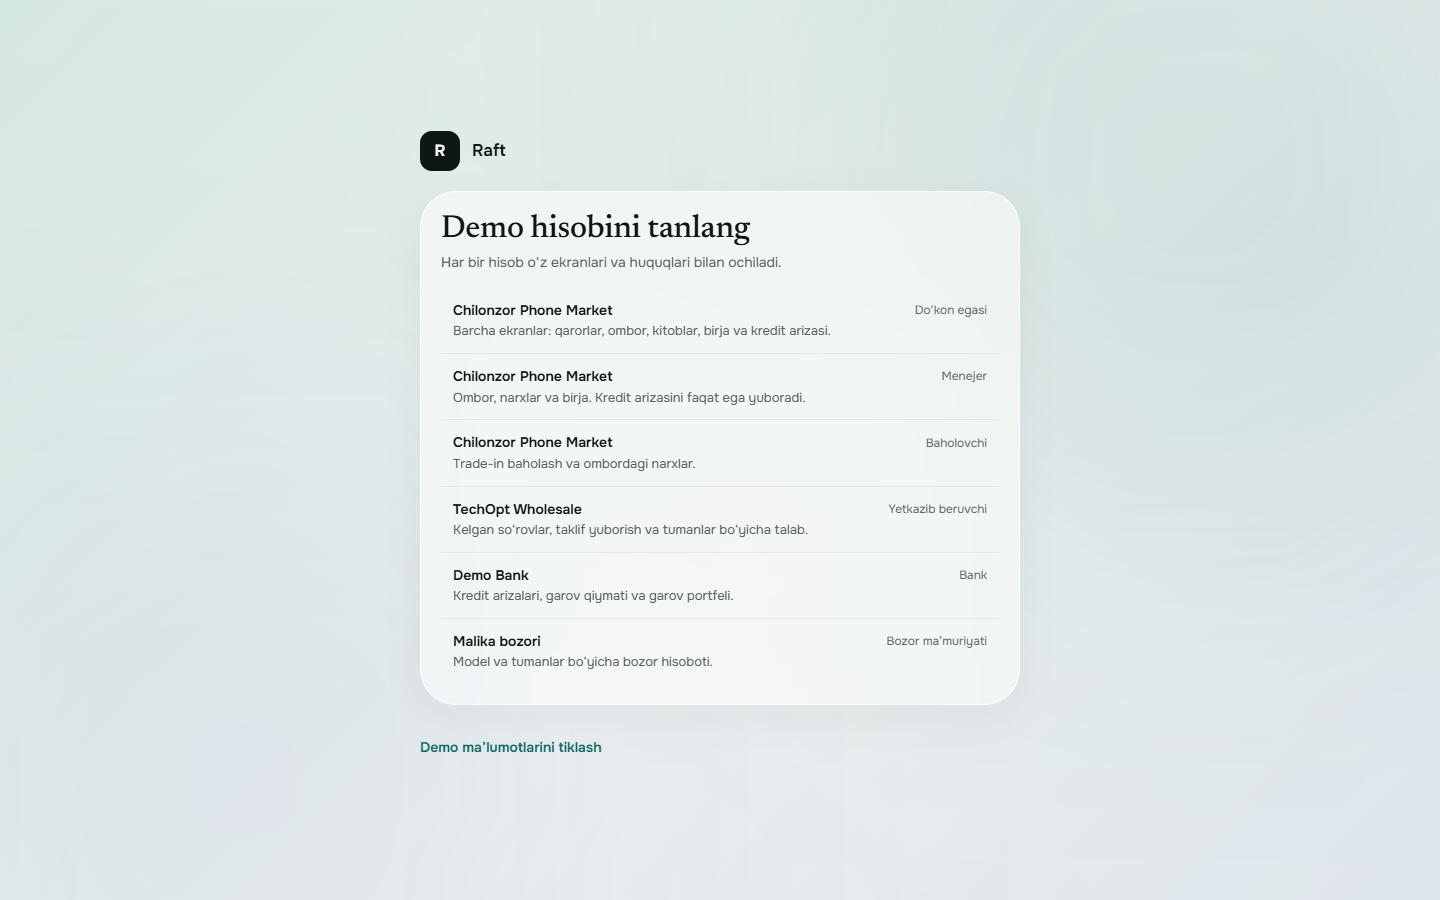 R
Raft
Demo hisobini tanlang
Har bir hisob o‘z ekranlari va huquqlari bilan ochiladi.
Chilonzor Phone Market
Do‘kon egasi
Barcha ekranlar: qarorlar, ombor, kitoblar, birja va kredit arizasi.
Chilonzor Phone Market
Menejer
Ombor, narxlar va birja. Kredit arizasini faqat ega yuboradi.
Chilonzor Phone Market
Baholovchi
Trade-in baholash va ombordagi narxlar.
TechOpt Wholesale
Yetkazib beruvchi
Kelgan so‘rovlar, taklif yuborish va tumanlar bo‘yicha talab.
Demo Bank
Bank
Kredit arizalari, garov qiymati va garov portfeli.
Malika bozori
Bozor ma’muriyati
Model va tumanlar bo‘yicha bozor hisoboti.
Demo ma’lumotlarini tiklash